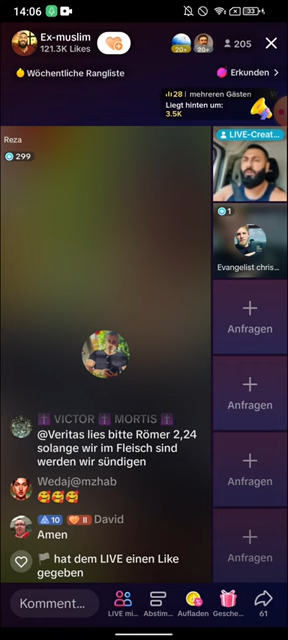 14:06
33
Ex-muslim
121.3K Likes
20+
20+
205
Wöchentliche Rangliste
Erkunden
28 | mehreren Gästen
Liegt hinten um:
3.5K
Reza
299
LIVE-Creat...
1
Evangelist chris...
Anfragen
Anfragen
Anfragen
Anfragen
VICTOR MORTIS
@Veritas lies bitte Römer 2,24
solange wir im Fleisch sind
werden wir sündigen
Wedaj@mzhab
10 II David
Amen
hat dem LIVE einen Like
gegeben
Komment...
LIVE mi...
Abstim...
Aufladen
Gesche...
61